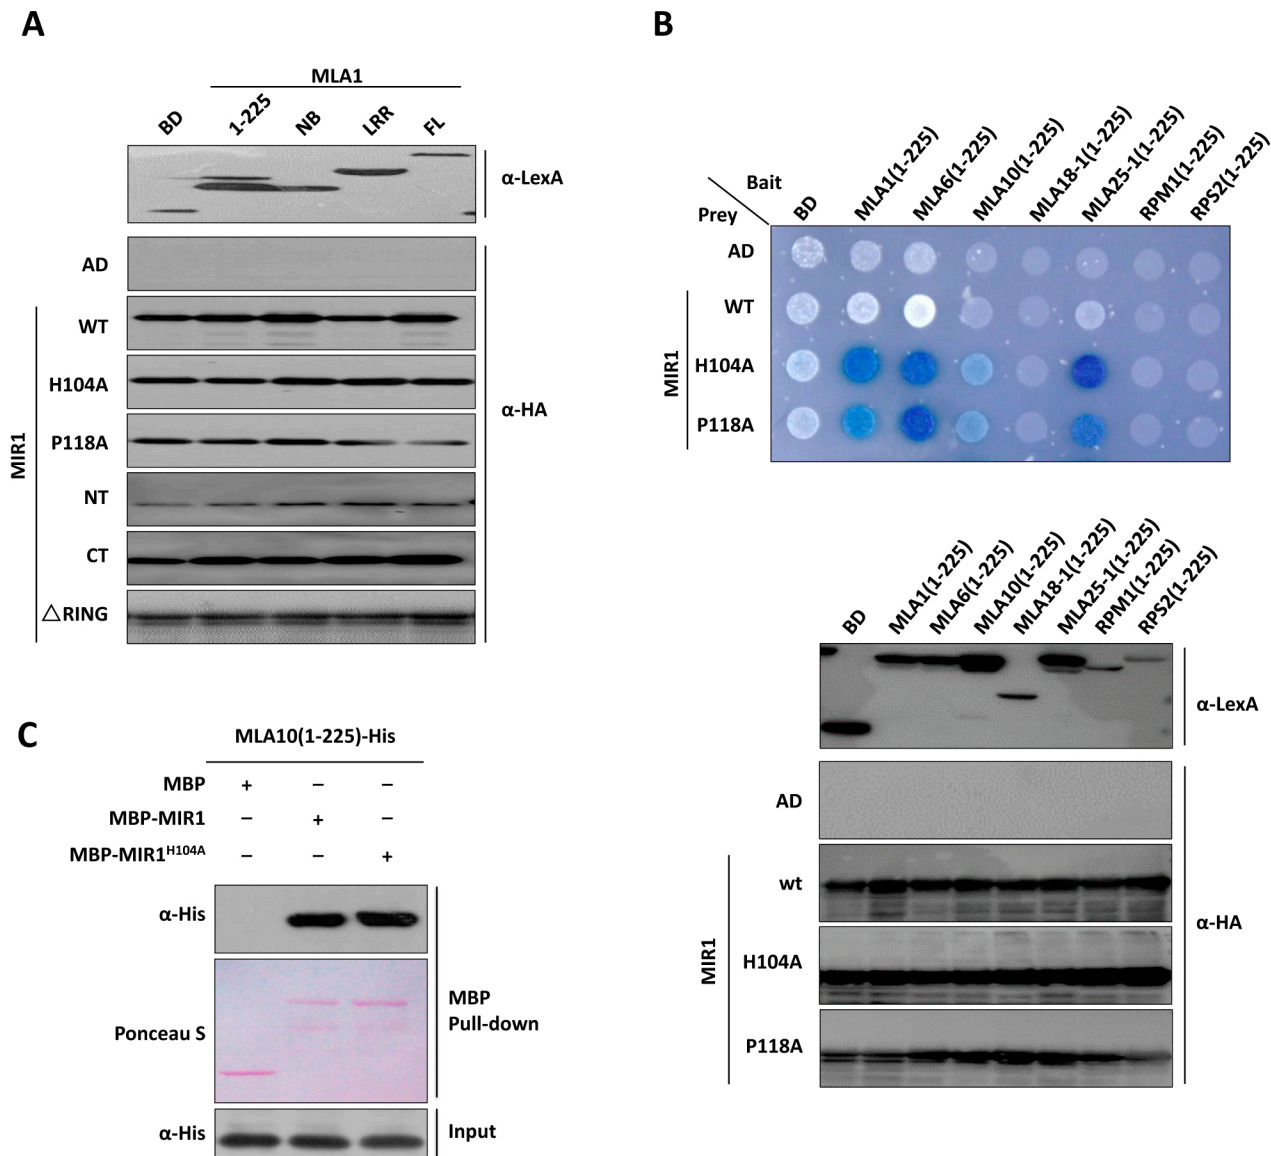 A
MLA1
BD 1-225 NB LRR FL
α-LexA
AD
WT
H104A
P118A
NT
CT
△RING
MIR1
α-HA
B
Bait
Prey
BD MLA1(1-225) MLA6(1-225) MLA10(1-225) MLA18-1(1-225) MLA25-1(1-225) RPM1(1-225) RPS2(1-225)
AD
WT
H104A
P118A
MIR1
BD MLA1(1-225) MLA6(1-225) MLA10(1-225) MLA18-1(1-225) MLA25-1(1-225) RPM1(1-225) RPS2(1-225)
α-LexA
AD
wt
H104A
P118A
MIR1
α-HA
C
MLA10(1-225)-His
MBP + – –
MBP-MIR1 – + –
MBP-MIR1H104A – – +
α-His
Ponceau S
MBP
Pull-down
α-His
Input